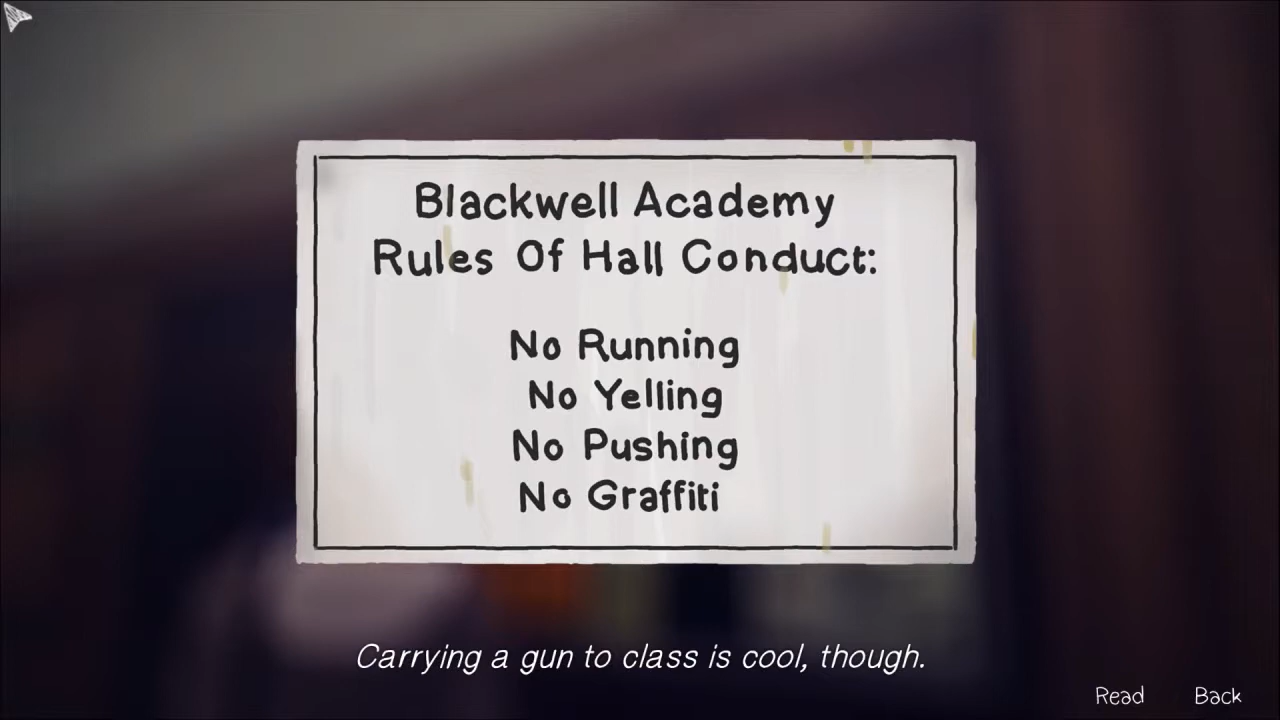 Blackwell Academy
Rules Of Hall Conduct:
No Running
No Yelling
No Pushing
No Graffiti
Carrying a gun to class is cool, though.
Read Back